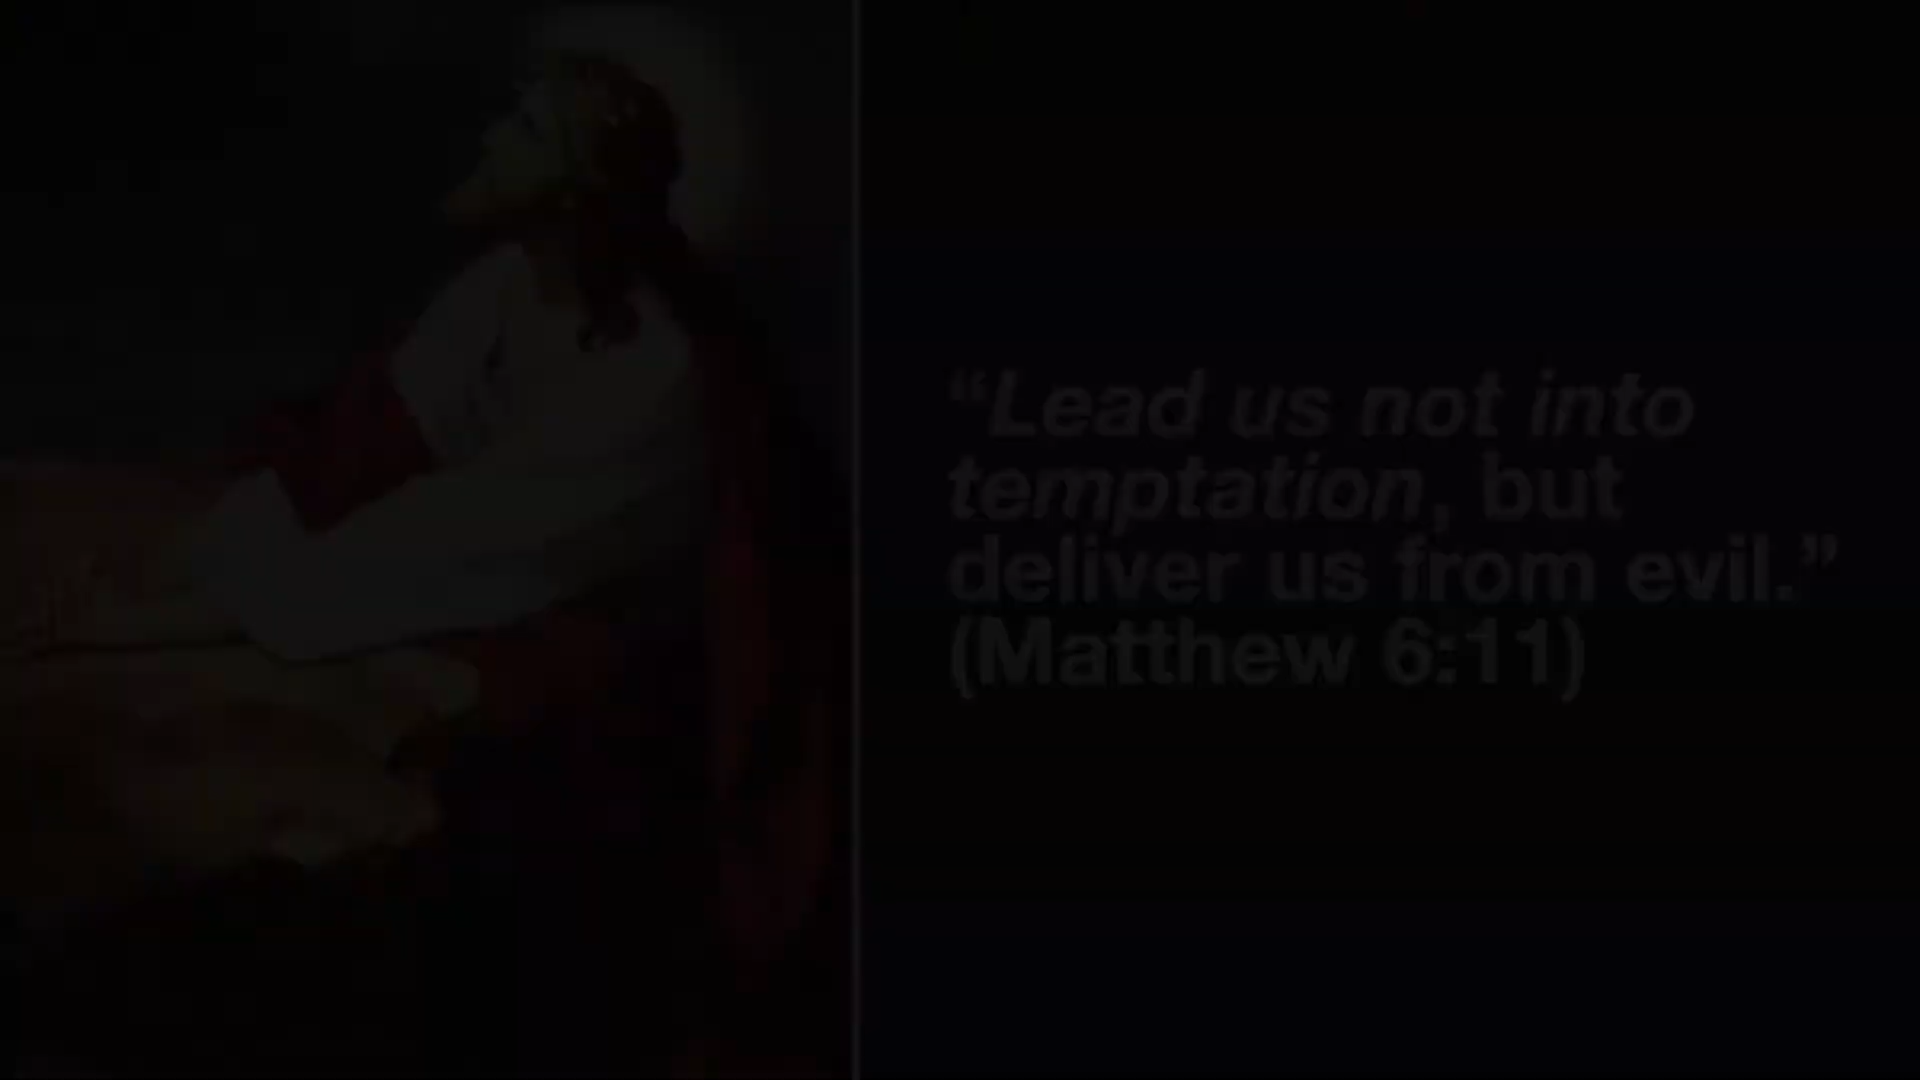 “Lead us not into
temptation, but
deliver us from evil.”
(Matthew 6:11)